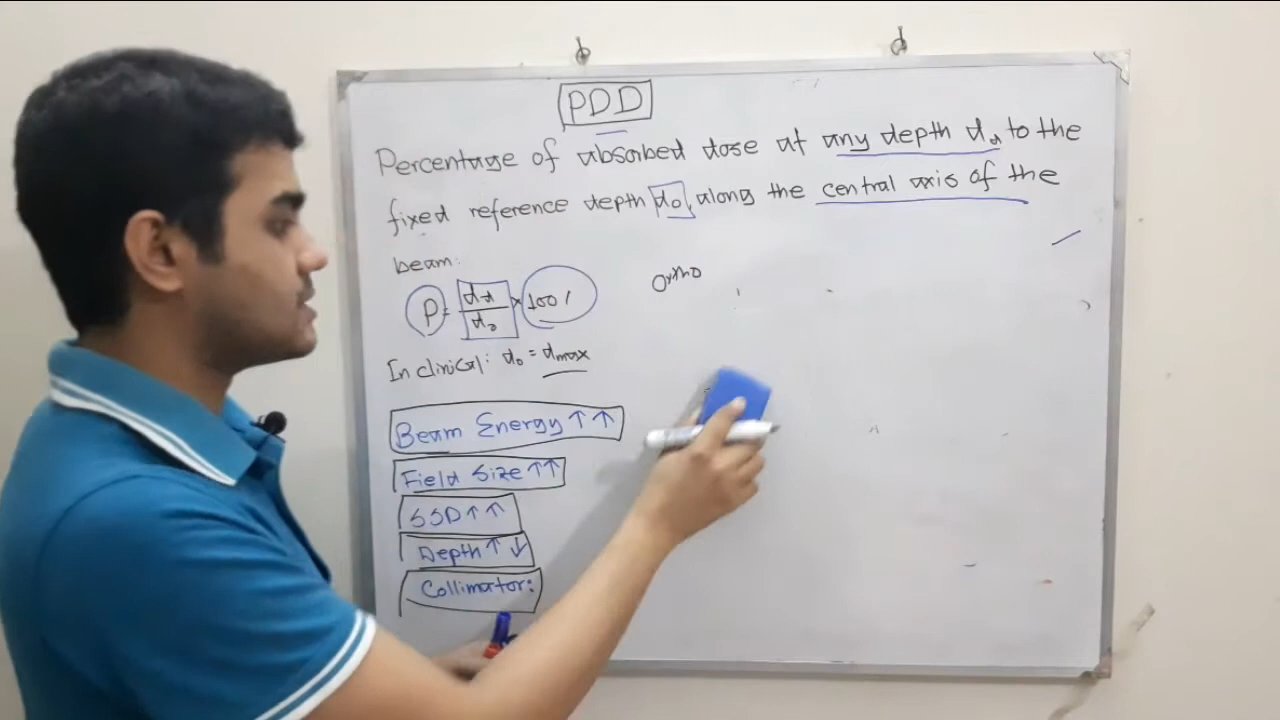 PDD
Percentage of absorbed dose at any depth dd to the
fixed reference depth d0, along the central axis of the
beam:
P = dd/d0 × 100%
Ortho
In clinical: d0 = dmax
Beam Energy ↑ ↑
Field Size ↑↑
SSD ↑ ↑
Depth ↑ ↓
Collimator: